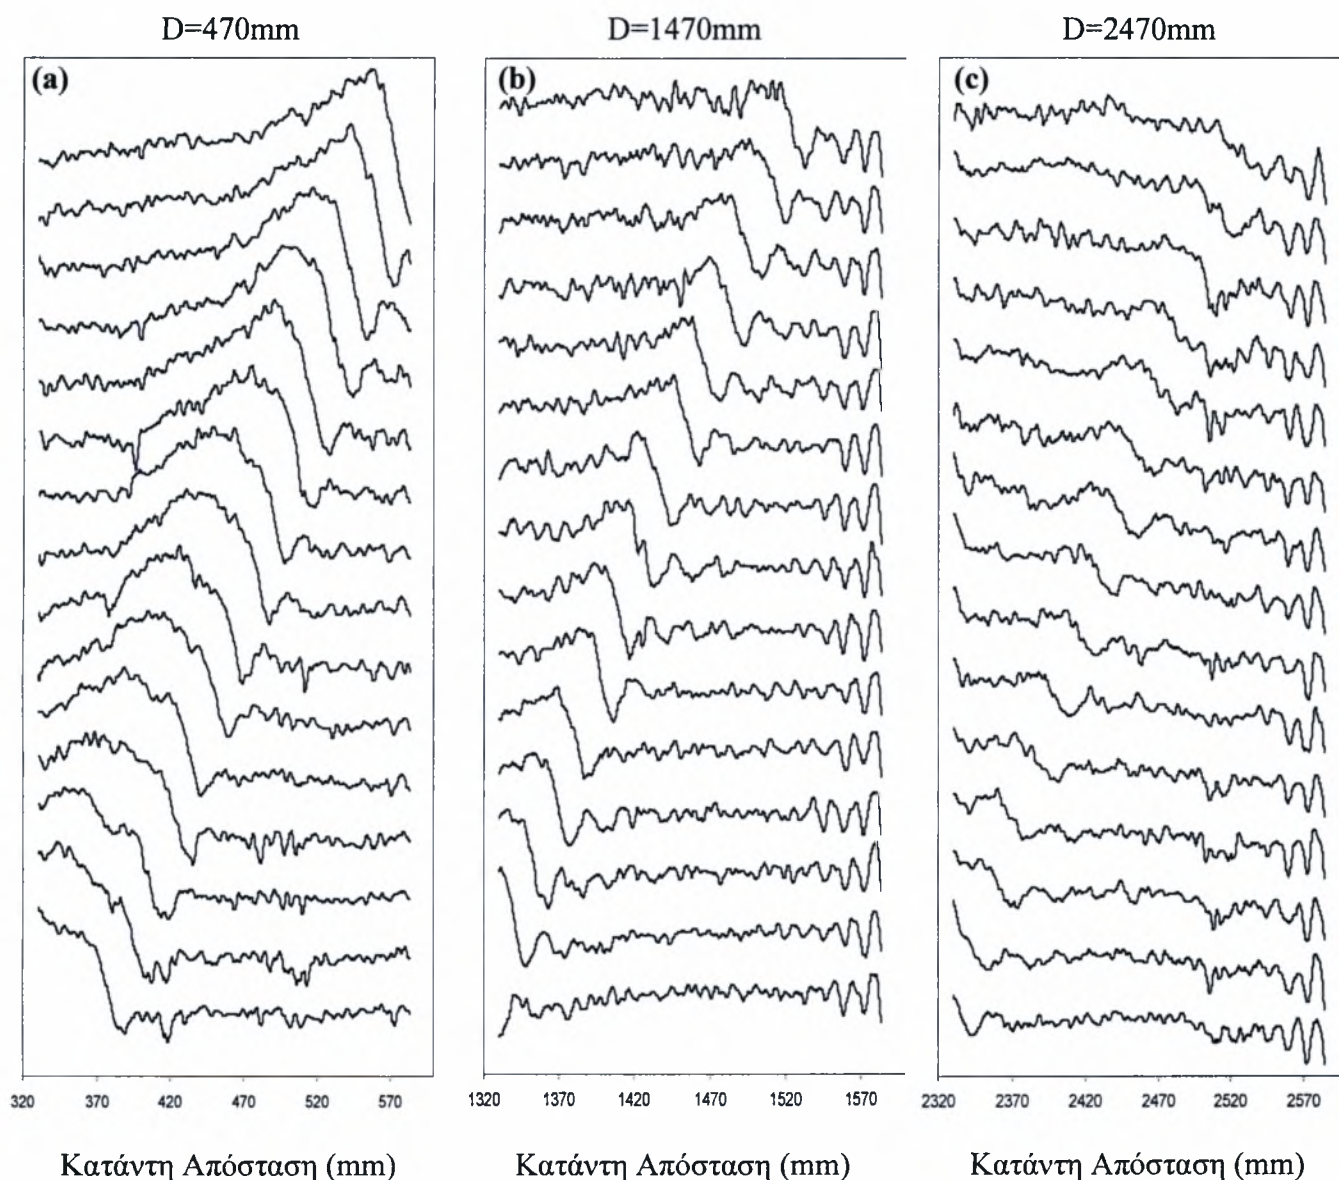 D=470mm D=1470mm D=2470mm
(a) (b) (c)
320 370 420 470 520 570 1320 1370 1420 1470 1520 1570 2320 2370 2420 2470 2520 2570
Κατάντη Απόσταση (mm) Κατάντη Απόσταση (mm) Κατάντη Απόσταση (mm)